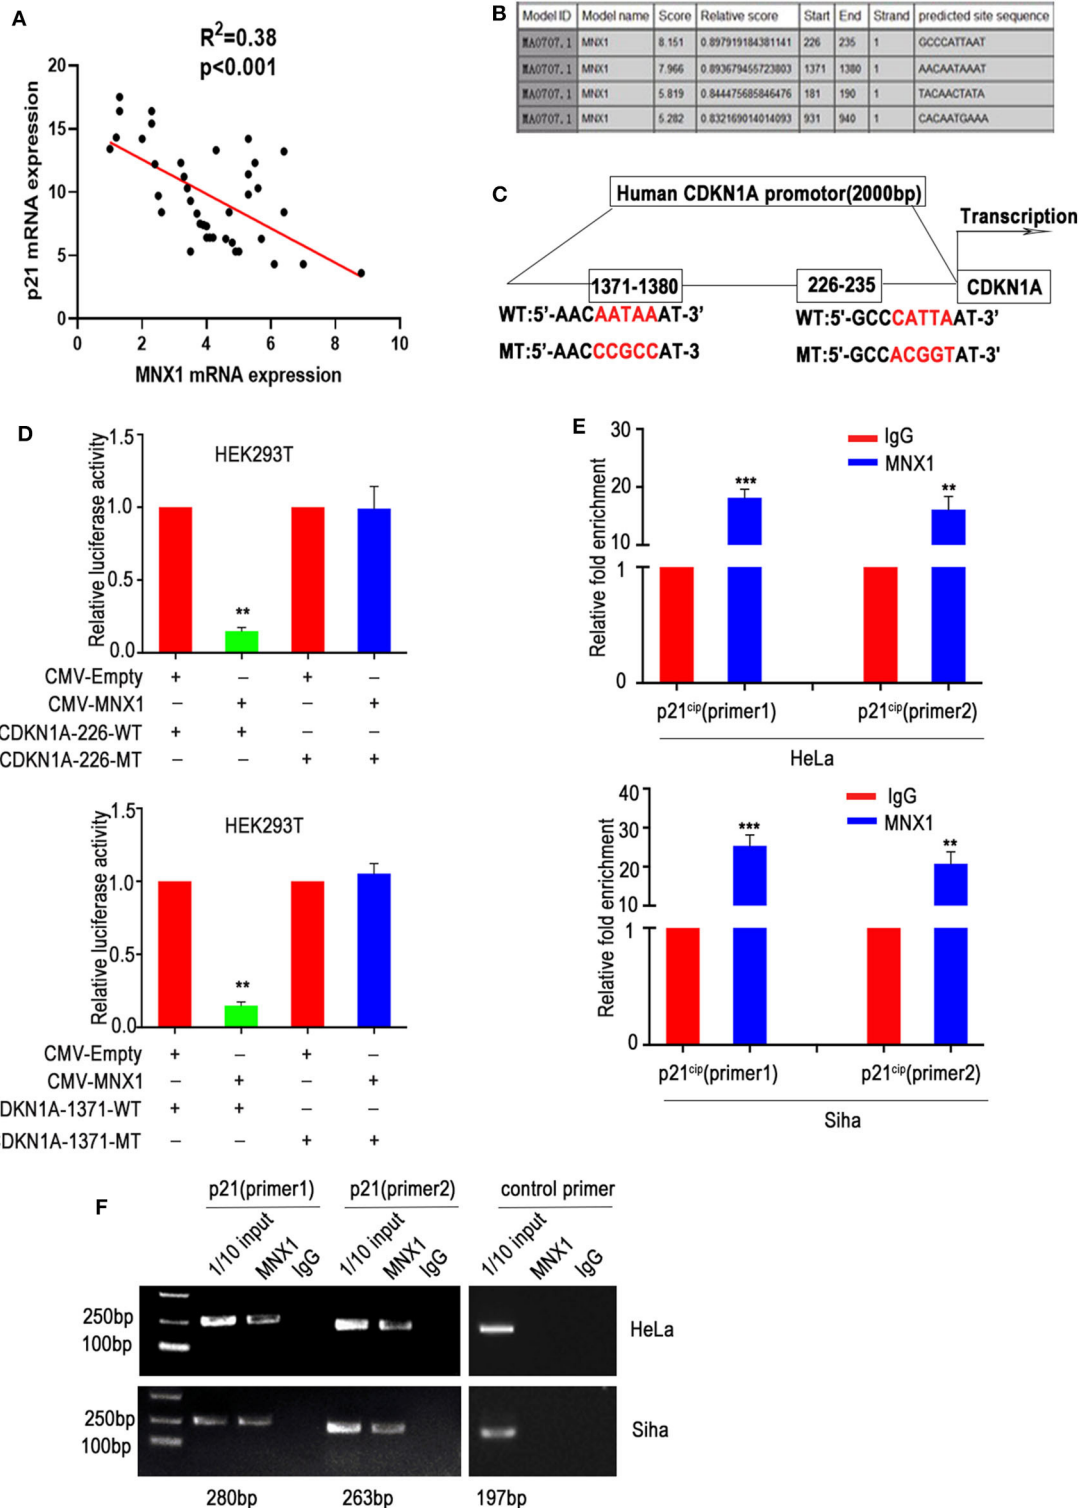 A
R²=0.38
p<0.001
p21 mRNA expression
20
15
10
5
0
0 2 4 6 8 10
MNX1 mRNA expression
B
Model ID Model name Score Relative score Start End Strand predicted site sequence
MA0707.1 MNX1 8.151 0.897919184381141 226 235 1 GCCCATTAAT
MA0707.1 MNX1 7.966 0.893679455723803 1371 1380 1 AACAATAAAT
MA0707.1 MNX1 5.819 0.844475685846476 181 190 1 TACAACTATA
MA0707.1 MNX1 5.282 0.832169014014093 931 940 1 CACAATGAAA
C
Human CDKN1A promotor(2000bp)
Transcription
1371-1380 226-235 CDKN1A
WT:5'-AACAATAAAT-3' WT:5'-GCCCATTAAT-3'
MT:5'-AACCCGCCAT-3 MT:5'-GCCACGGTAT-3'
D
HEK293T
Relative luciferase activity
1.5
1.0
0.5
0.0
**
CMV-Empty + − + −
CMV-MNX1 − + − +
CDKN1A-226-WT + + − −
CDKN1A-226-MT − − + +
HEK293T
Relative luciferase activity
1.5
1.0
0.5
0.0
**
CMV-Empty + − + −
CMV-MNX1 − + − +
DKN1A-1371-WT + + − −
CDKN1A-1371-MT − − + +
E
Relative fold enrichment
30
20
10
1
0
IgG
MNX1
*** **
p21cip(primer1) p21cip(primer2)
HeLa
Relative fold enrichment
40
30
20
10
1
0
IgG
MNX1
*** **
p21cip(primer1) p21cip(primer2)
Siha
F
p21(primer1) p21(primer2) control primer
1/10 input MNX1 IgG 1/10 input MNX1 IgG 1/10 input MNX1 IgG
250bp
100bp
HeLa
250bp
100bp
Siha
280bp 263bp 197bp